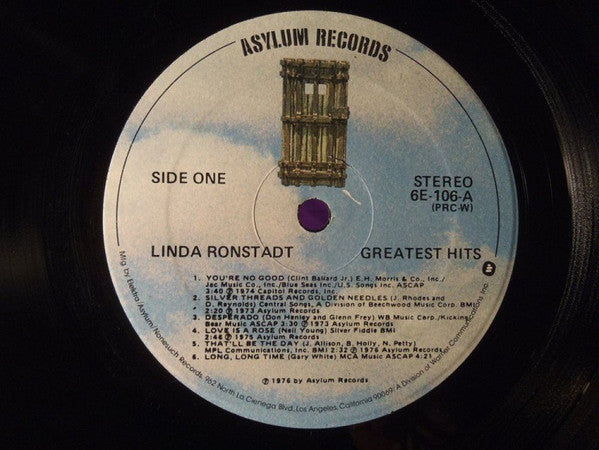 ASYLUM RECORDS
SIDE ONE
STEREO
6E-106-A
(PRC-W)
LINDA RONSTADT
GREATEST HITS
1. YOU'RE NO GOOD (Clint Ballard Jr.) E.H. Morris & Co., Inc./
Jec Music Co., Inc./Blue Seas Inc./U.S. Songs Inc. ASCAP
3:40 Ⓟ 1974 Capitol Records, Inc.
2. SILVER THREADS AND GOLDEN NEEDLES (J. Rhodes and
D. Reynolds) Central Songs, A Division of Beechwood Music Corp. BMI
2:20 Ⓟ 1973 Asylum Records
3. DESPERADO (Don Henley and Glenn Frey) WB Music Corp./Kicking
Bear Music ASCAP 3:30 Ⓟ 1973 Asylum Records
4. LOVE IS A ROSE (Neil Young) Silver Fiddle BMI
2:46 Ⓟ 1975 Asylum Records
5. THAT'LL BE THE DAY (J. Allison, B. Holly, N. Petty)
MPL Communications, Inc. BMI 2:32 Ⓟ 1976 Asylum Records
6. LONG, LONG TIME (Gary White) MCA Music ASCAP 4:21
Ⓟ 1976 by Asylum Records
Mfg. by Elektra/Asylum/Nonesuch Records, 962 North La Cienega Blvd., Los Angeles, California 90069/A Division of Warner Communications Inc.